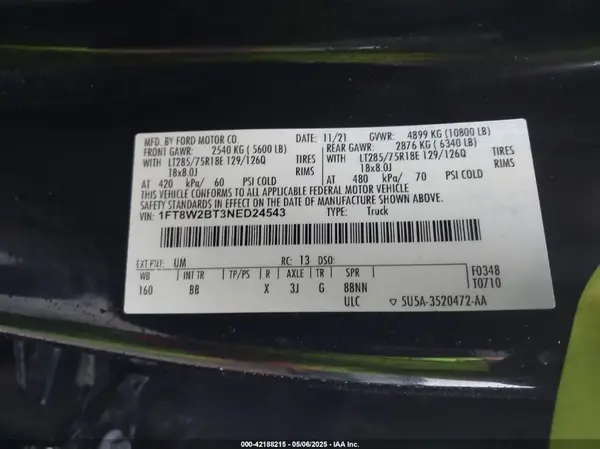 MFD. BY FORD MOTOR CO. 11/21 GVWR: 4899 KG (10800 LB)
FRONT GAWR: 2540 KG ( 5600 LB) REAR GAWR: 2876 KG ( 6340 LB)
WITH LT285/75R18E 129/126Q TIRES WITH LT285/75R18E 129/126Q TIRES
18x8.0J RIMS 18x8.0J RIMS
AT 420 kPa/ 60 PSI COLD AT 480 kPa/ 70 PSI COLD
THIS VEHICLE CONFORMS TO ALL APPLICABLE FEDERAL MOTOR VEHICLE
SAFETY STANDARDS IN EFFECT ON THE DATE OF MANUFACTURE SHOWN ABOVE.
VIN: 1FT8W2BT3NED24543 TYPE: Truck
EXT PNT: UM RC: 13 DSO:
WB INT TR TP/PS R AXLE TR SPR F0348
160 BB X 3J G 88NN T0710
ULC ▽ 5U5A-3520472-AA
000-42188215 - 05/06/2025 - IAA Inc.